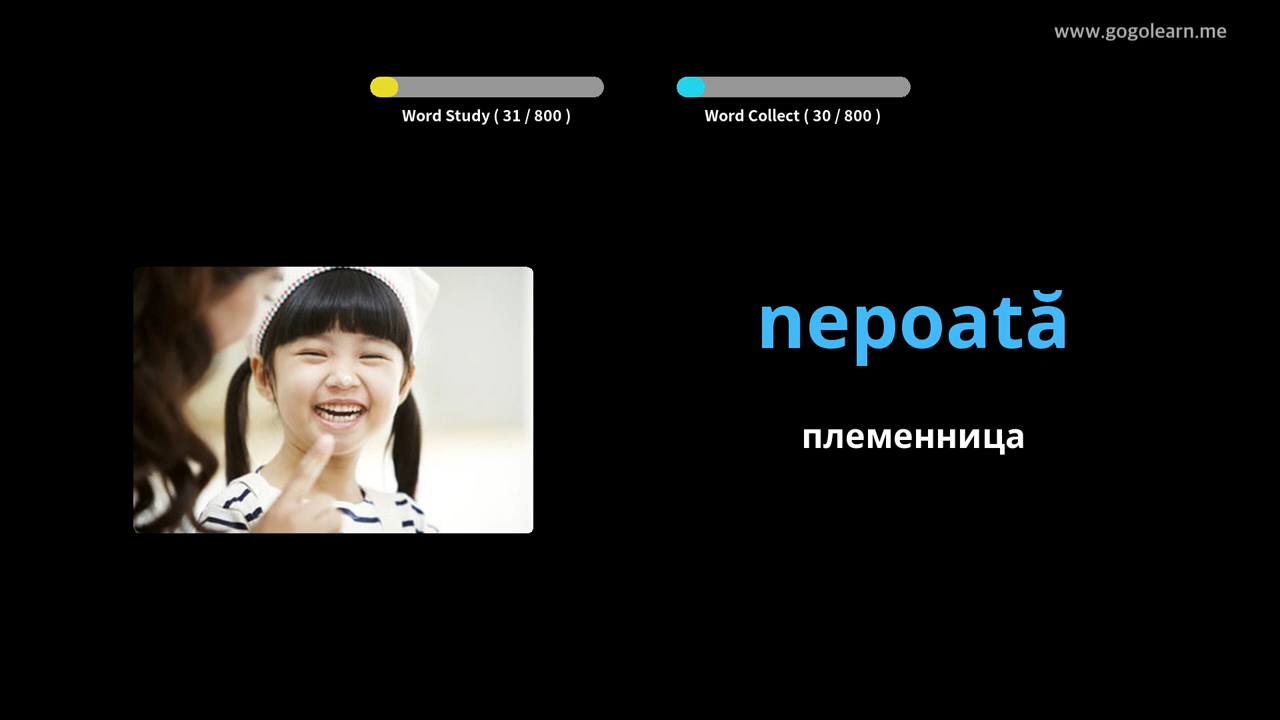 www.gogolearn.me
Word Study ( 31 / 800 )
Word Collect ( 30 / 800 )
nepoată
племенница